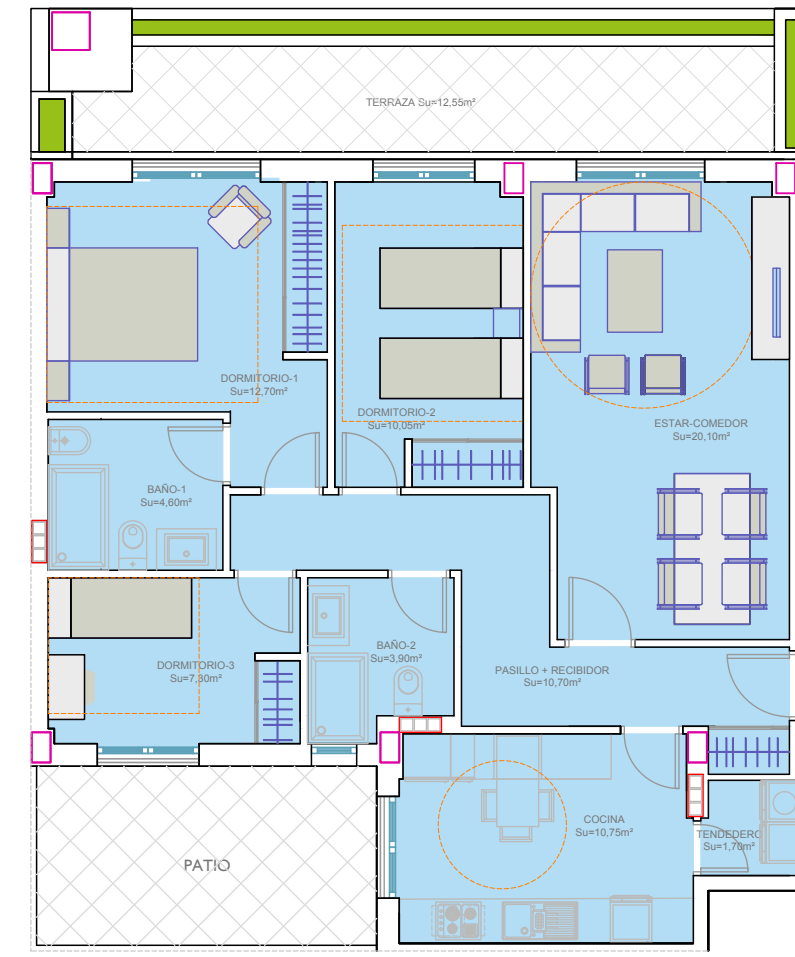 TERRAZA Su=12,55m²
DORMITORIO-1
Su=12,70m²
DORMITORIO-2
Su=10,05m²
ESTAR-COMEDOR
Su=20,10m²
BAÑO-1
Su=4,60m²
BAÑO-2
Su=3,90m²
DORMITORIO-3
Su=7,30m²
PASILLO + RECIBIDOR
Su=10,70m²
COCINA
Su=10,75m²
TENDEDERO
Su=1,70m²
PATIO